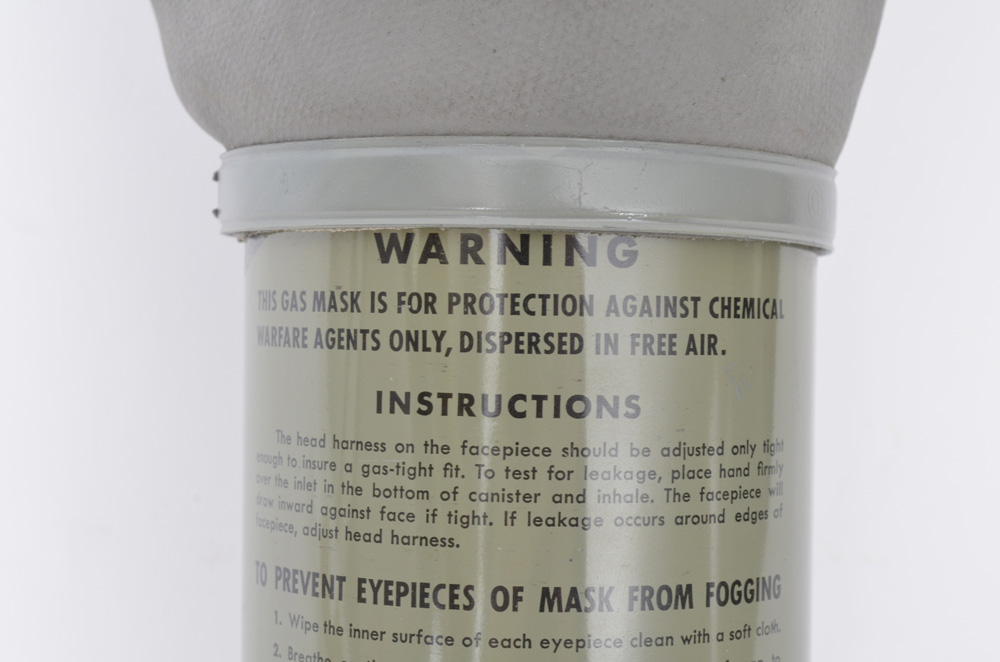 WARNING
THIS GAS MASK IS FOR PROTECTION AGAINST CHEMICAL
WARFARE AGENTS ONLY, DISPERSED IN FREE AIR.
INSTRUCTIONS
The head harness on the facepiece should be adjusted only tight
enough to insure a gas-tight fit. To test for leakage, place hand firmly
over the inlet in the bottom of canister and inhale. The facepiece will
draw inward against face if tight. If leakage occurs around edges of
facepiece, adjust head harness.
TO PREVENT EYEPIECES OF MASK FROM FOGGING
1. Wipe the inner surface of each eyepiece clean with a soft cloth.
2. Breathe
to